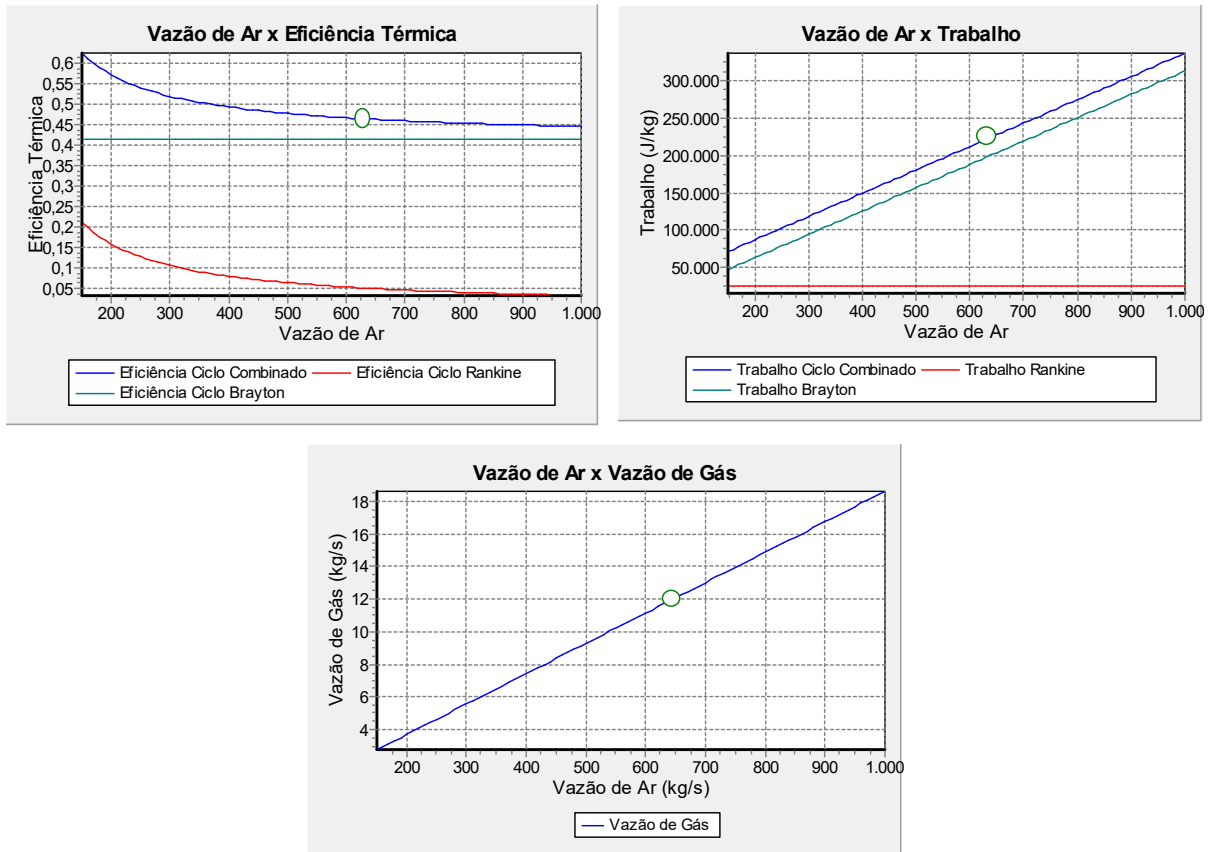 Vazão de Ar x Eficiência Térmica
Eficiência Térmica
0,6
0,55
0,5
0,45
0,4
0,35
0,3
0,25
0,2
0,15
0,1
0,05
200 300 400 500 600 700 800 900 1.000
Vazão de Ar
Eficiência Ciclo Combinado Eficiência Ciclo Rankine
Eficiência Ciclo Brayton
Vazão de Ar x Trabalho
Trabalho (J/kg)
300.000
250.000
200.000
150.000
100.000
50.000
200 300 400 500 600 700 800 900 1.000
Vazão de Ar
Trabalho Ciclo Combinado Trabalho Rankine
Trabalho Brayton
Vazão de Ar x Vazão de Gás
Vazão de Gás (kg/s)
18
16
14
12
10
8
6
4
200 300 400 500 600 700 800 900 1.000
Vazão de Ar (kg/s)
Vazão de Gás